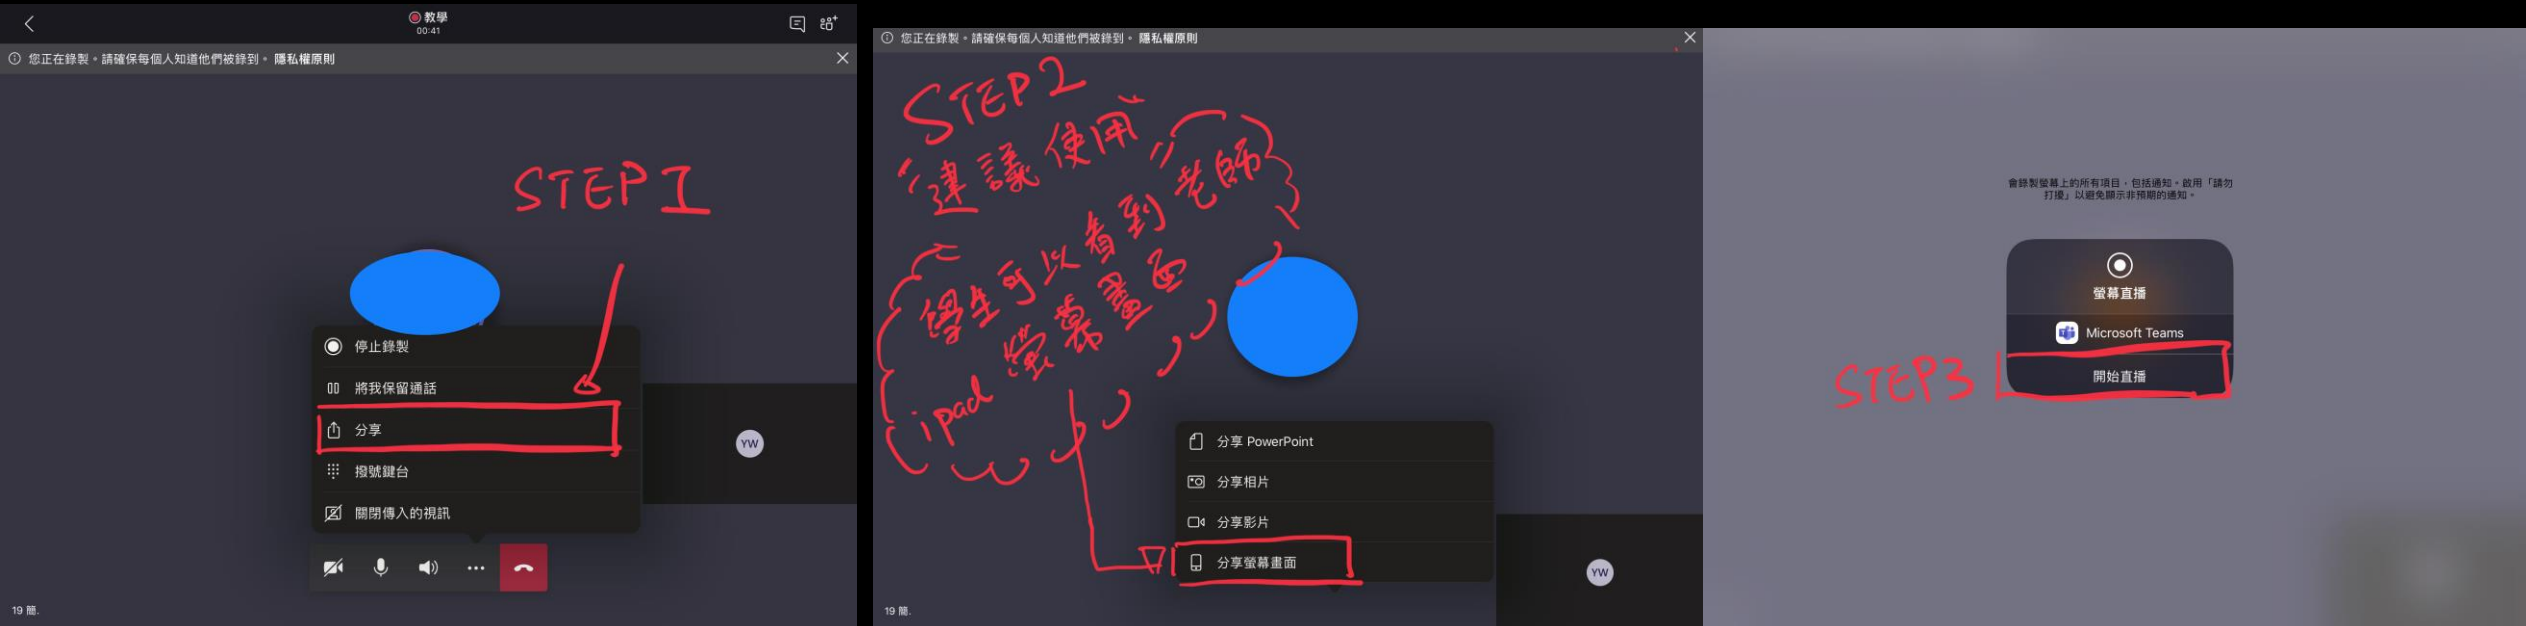 教學
00:41
您正在錄製。請確保每個人知道他們被錄到。 隱私權原則
STEP 1
停止錄製
將我保留通話
分享
撥號鍵台
關閉傳入的視訊
YW
19 簡.
您正在錄製。請確保每個人知道他們被錄到。 隱私權原則
STEP 2
"建議使用"
學生可以看到老師
ipad 螢幕畫面
分享 PowerPoint
分享相片
分享影片
分享螢幕畫面
YW
19 簡.
會錄製螢幕上的所有項目，包括通知。啟用「請勿
打擾」以避免顯示非預期的通知。
螢幕直播
Microsoft Teams
STEP3
開始直播